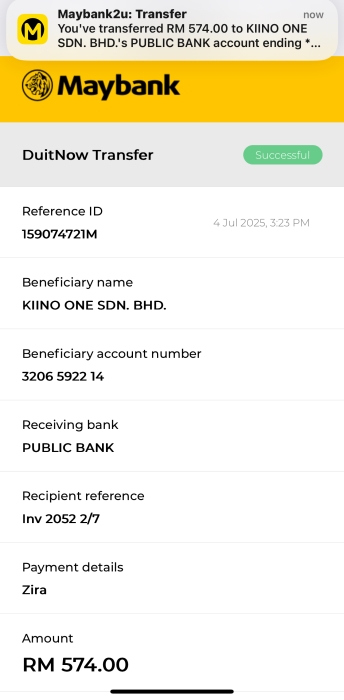 Maybank2u: Transfer now
You've transferred RM 574.00 to KIINO ONE
SDN. BHD.'s PUBLIC BANK account ending *...
Maybank
DuitNow Transfer Successful
Reference ID
159074721M
4 Jul 2025, 3:23 PM
Beneficiary name
KIINO ONE SDN. BHD.
Beneficiary account number
3206 5922 14
Receiving bank
PUBLIC BANK
Recipient reference
Inv 2052 2/7
Payment details
Zira
Amount
RM 574.00